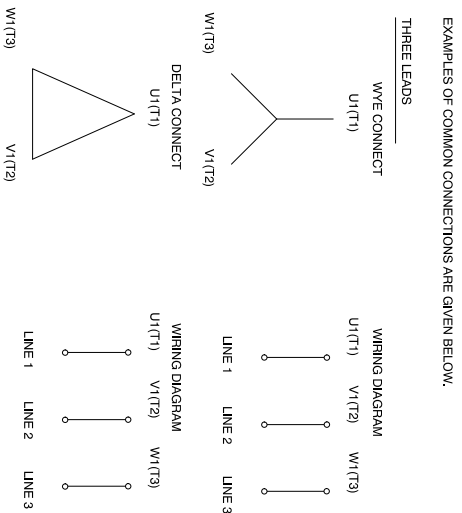 EXAMPLES OF COMMON CONNECTIONS ARE GIVEN BELOW.
THREE LEADS
WYE CONNECT
U1(T1)
W1(T3)
V1(T2)
WIRING DIAGRAM
U1(T1) V1(T2) W1(T3)
LINE 1 LINE 2 LINE 3
DELTA CONNECT
U1(T1)
W1(T3)
V1(T2)
WIRING DIAGRAM
U1(T1) V1(T2) W1(T3)
LINE 1 LINE 2 LINE 3